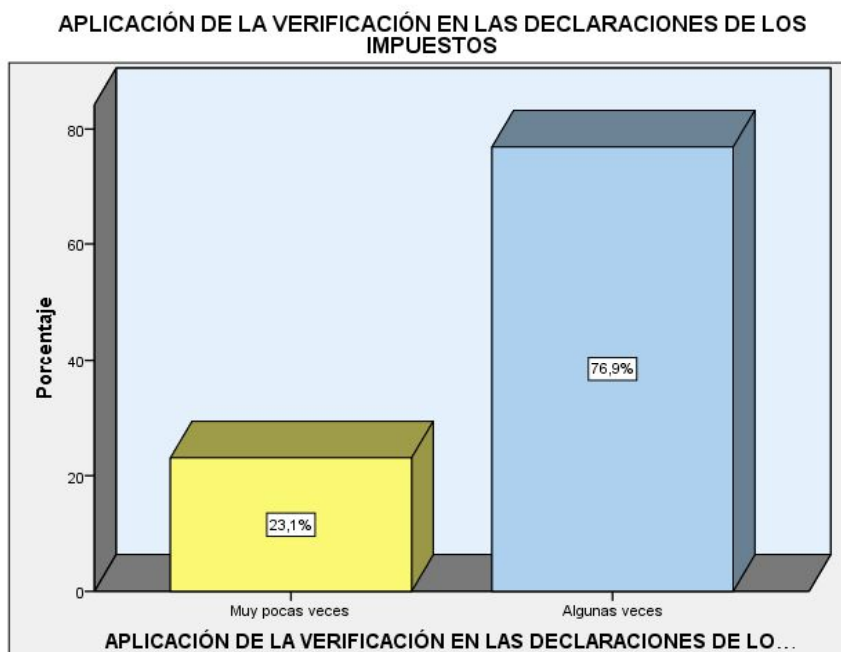 APLICACIÓN DE LA VERIFICACIÓN EN LAS DECLARACIONES DE LOS
IMPUESTOS
Porcentaje
80
60
40
20
0
76,9%
23,1%
Muy pocas veces
Algunas veces
APLICACIÓN DE LA VERIFICACIÓN EN LAS DECLARACIONES DE LO...